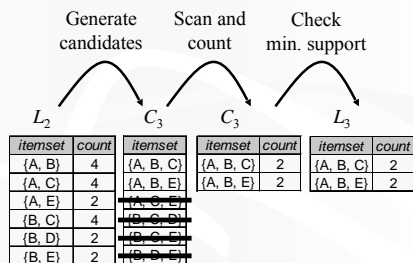 Generate candidates
Scan and count
Check min. support
L2 C3 C3 L3
itemset count itemset itemset count itemset count
{A, B} 4 {A, B, C} {A, B, C} 2 {A, B, C} 2
{A, C} 4 {A, B, E} {A, B, E} 2 {A, B, E} 2
{A, E} 2 {A, C, E}
{B, C} 4 {B, C, D}
{B, D} 2 {B, C, E}
{B, E} 2 {B, D, E}